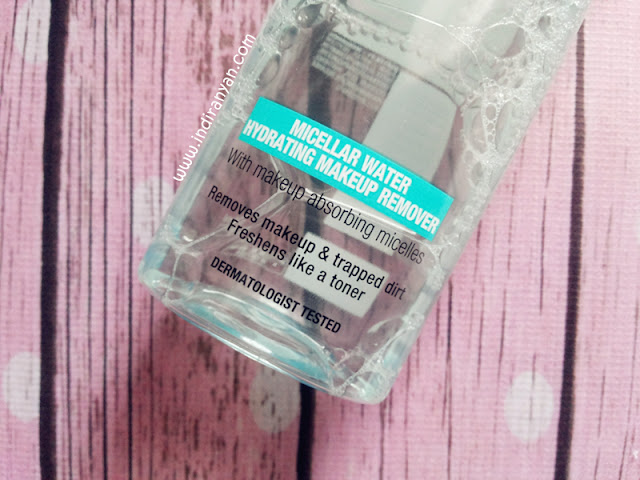 www.indiranyan.com
MICELLAR WATER
HYDRATING MAKEUP REMOVER
With makeup absorbing micelles
Removes makeup & trapped dirt
Freshens like a toner
DERMATOLOGIST TESTED